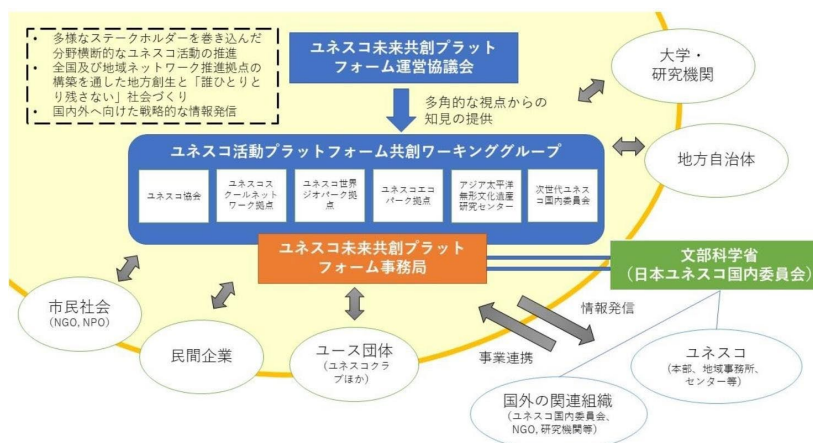 • 多様なステークホルダーを巻き込んだ
分野横断的なユネスコ活動の推進
• 全国及び地域ネットワーク推進拠点の
構築を通した地方創生と「誰ひとりと
り残さない」社会づくり
• 国内外へ向けた戦略的な情報発信
ユネスコ未来共創プラット
フォーム運営協議会
大学・
研究機関
多角的な視点からの
知見の提供
ユネスコ活動プラットフォーム共創ワーキンググループ
地方自治体
ユネスコ協会
ユネスコス
クールネット
ワーク拠点
ユネスコ世界
ジオパーク拠
点
ユネスコエコ
パーク拠点
アジア太平洋
無形文化遺産
研究センター
次世代ユネス
コ国内委員会
ユネスコ未来共創プラット
フォーム事務局
文部科学省
(日本ユネスコ国内委員会)
市民社会
(NGO, NPO)
民間企業
ユース団体
(ユネスコクラ
ブほか)
情報発信
事業連携
ユネスコ
(本部、地域事務所、
センター等)
国外の関連組織
(ユネスコ国内委員会、
NGO, 研究機関等)